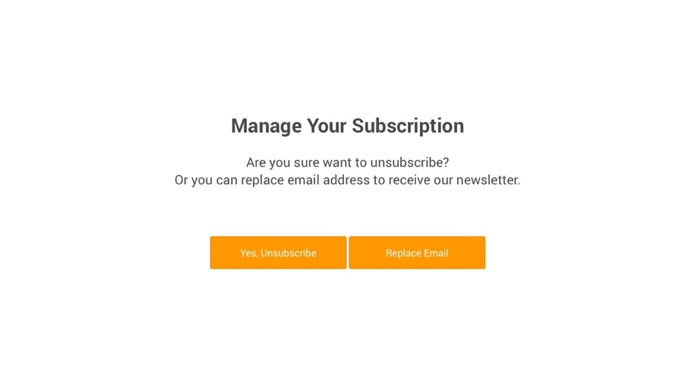 Manage Your Subscription
Are you sure want to unsubscribe?
Or you can replace email address to receive our newsletter.
Yes, Unsubscribe
Replace Email